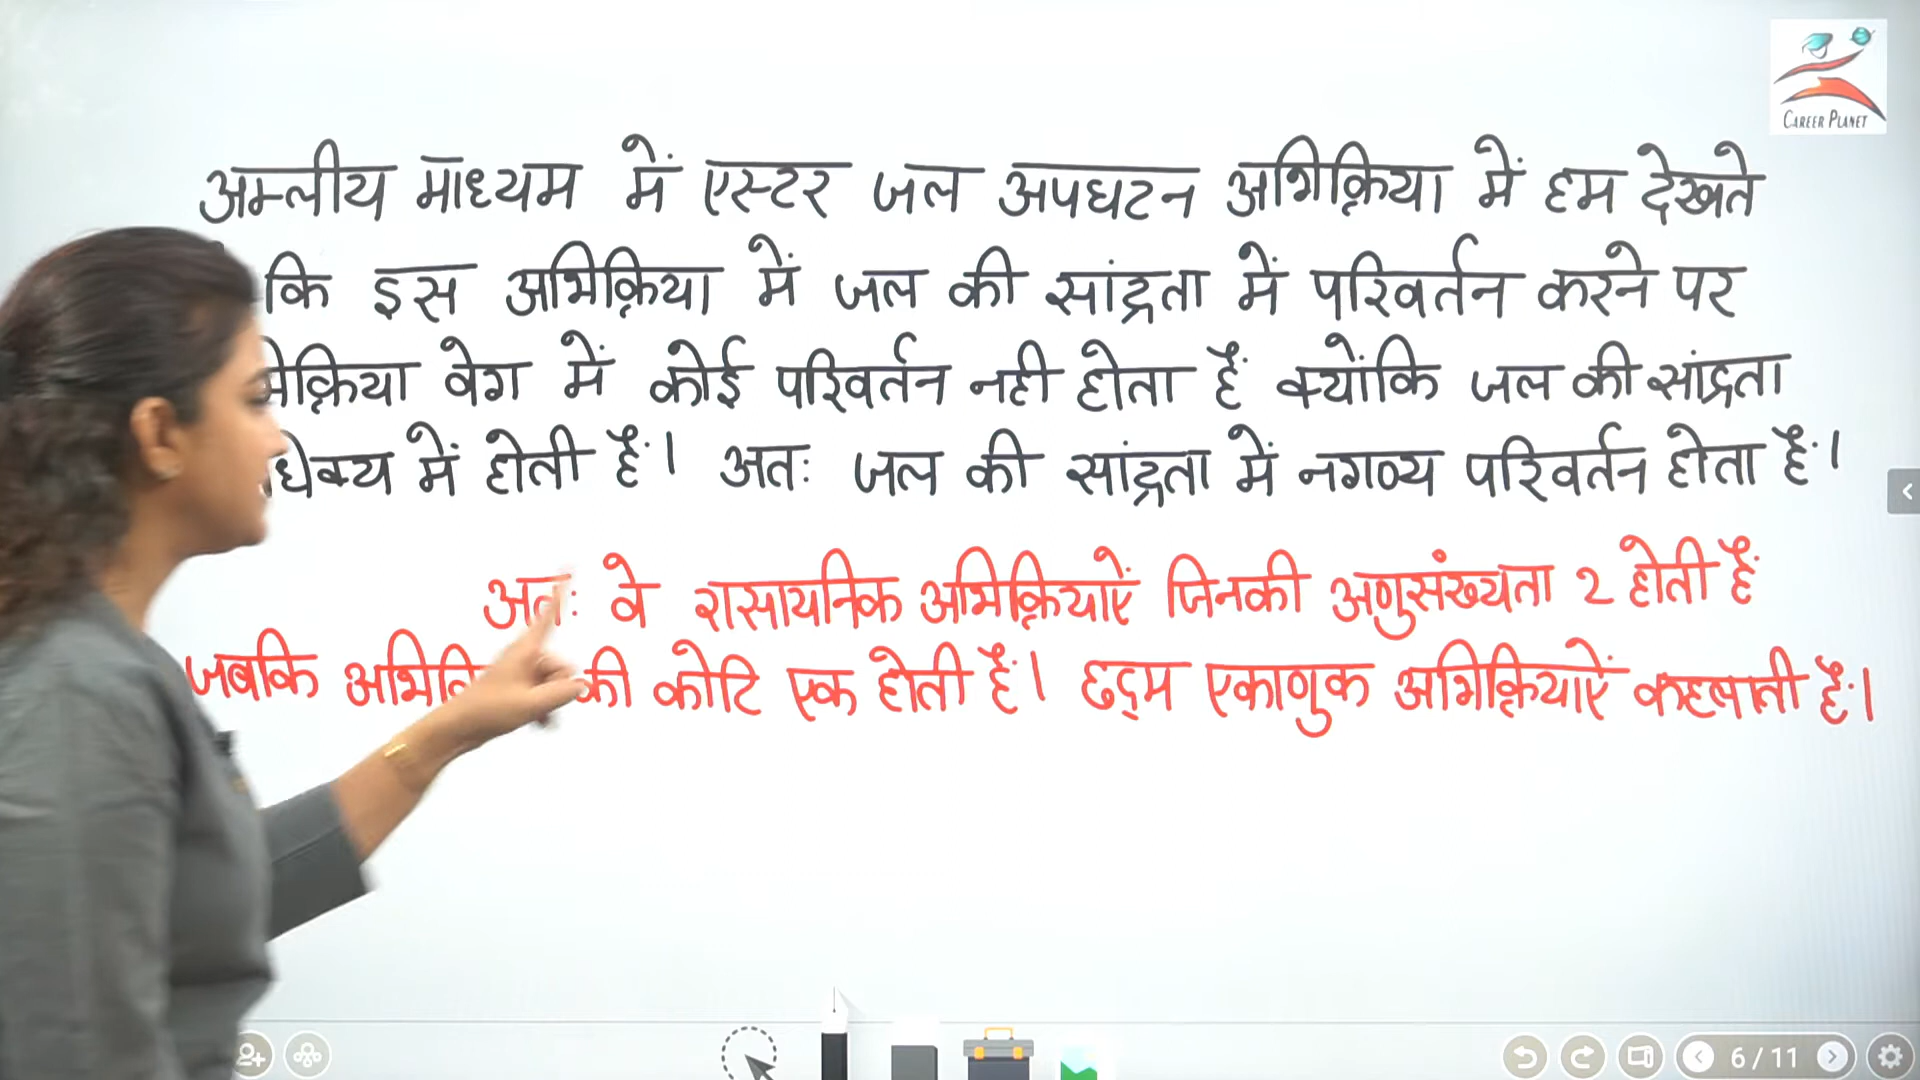 CAREER PLANET
अम्लीय माध्यम में एस्टर जल अपघटन अभिक्रिया में हम देखते
कि इस अभिक्रिया में जल की सांद्रता में परिवर्तन करने पर
वेग में कोई परिवर्तन नही होता हैं क्योंकि जल की सांद्रता
में होती हैं। अतः जल की सांद्रता में नगण्य परिवर्तन होता हैं।
अतः वे रासायनिक अभिक्रियाऐं जिनकी अणुसंख्यता 2 होती हैं
जबकि की कोटि एक होती हैं। छद्म एकाणुक अभिक्रियाऐं कहलाती हैं।
6 / 11